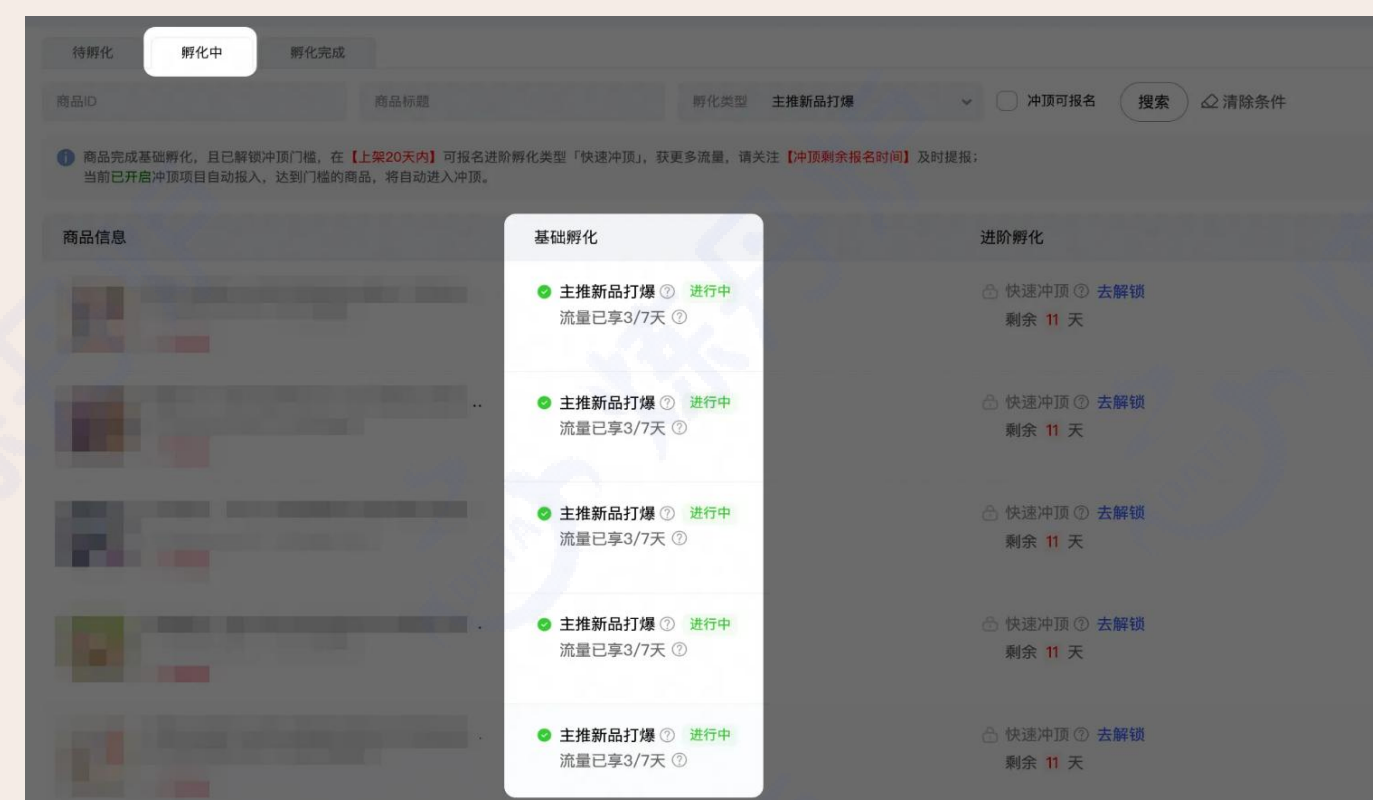 待孵化 孵化中 孵化完成
商品ID 商品标题 孵化类型 主推新品打爆 冲顶可报名 搜索 清除条件
商品完成基础孵化，且已解锁冲顶门槛，在【上架20天内】可报名进阶孵化类型「快速冲顶」，获更多流量，请关注【冲顶剩余报名时间】及时提报；
当前已开启冲顶项目自动报入，达到门槛的商品，将自动进入冲顶。
商品信息 基础孵化 进阶孵化
主推新品打爆 进行中 快速冲顶 去解锁
流量已享3/7天 剩余 11 天
主推新品打爆 进行中 快速冲顶 去解锁
流量已享3/7天 剩余 11 天
主推新品打爆 进行中 快速冲顶 去解锁
流量已享3/7天 剩余 11 天
主推新品打爆 进行中 快速冲顶 去解锁
流量已享3/7天 剩余 11 天
主推新品打爆 进行中 快速冲顶 去解锁
流量已享3/7天 剩余 11 天